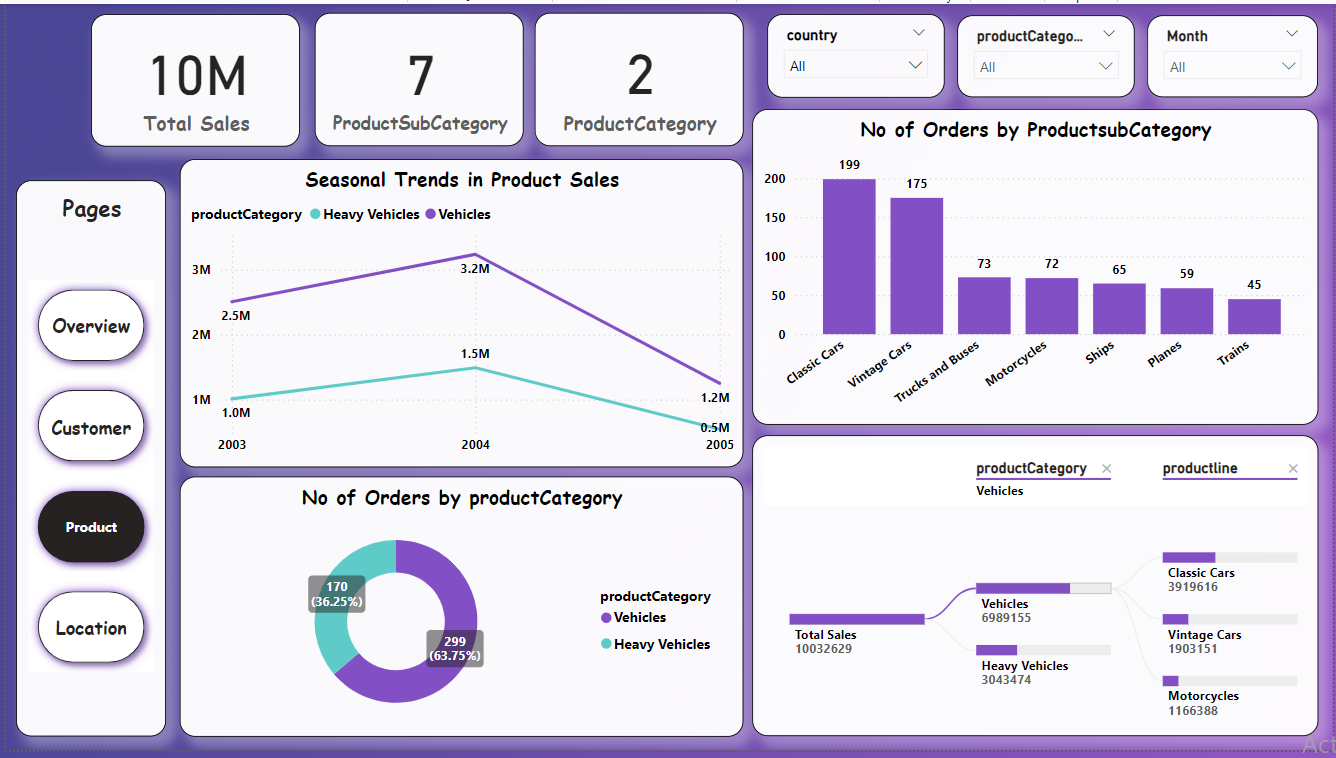 10M
Total Sales
7
ProductSubCategory
2
ProductCategory
country
All
productCatego...
All
Month
All
Pages
Overview
Customer
Product
Location
Seasonal Trends in Product Sales
productCategory Heavy Vehicles Vehicles
3M
2M
1M
2.5M
3.2M
1.2M
1.0M
1.5M
0.5M
2003 2004 2005
No of Orders by productCategory
170
(36.25%)
299
(63.75%)
productCategory
Vehicles
Heavy Vehicles
No of Orders by ProductsubCategory
200
150
100
50
0
199
175
73
72
65
59
45
Classic Cars
Vintage Cars
Trucks and Buses
Motorcycles
Ships
Planes
Trains
productCategory
Vehicles
productline
Total Sales
10032629
Vehicles
6989155
Heavy Vehicles
3043474
Classic Cars
3919616
Vintage Cars
1903151
Motorcycles
1166388
Act